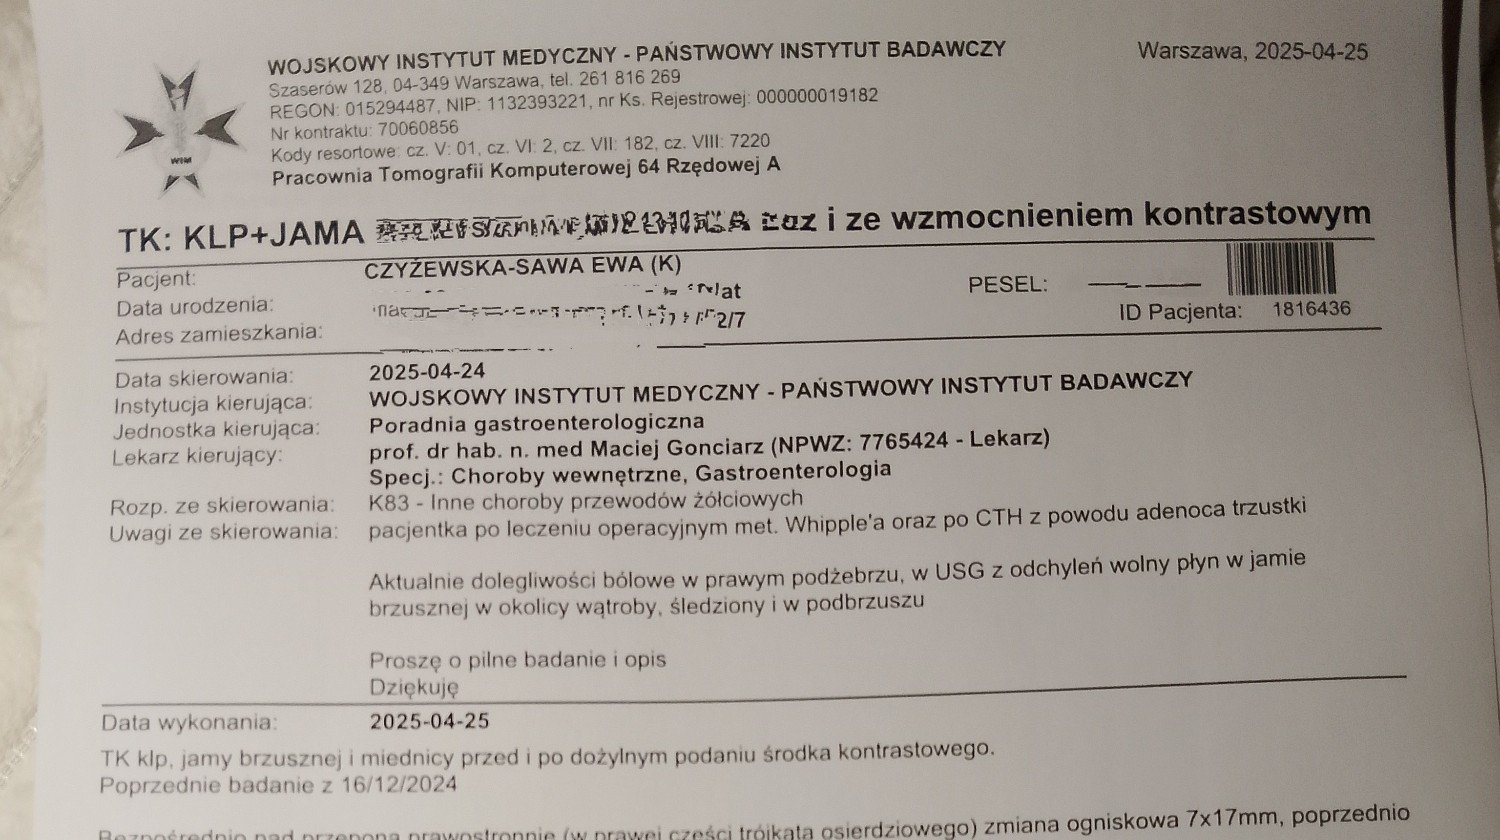 WOJSKOWY INSTYTUT MEDYCZNY - PAŃSTWOWY INSTYTUT BADAWCZY
Warszawa, 2025-04-25
Szaserów 128, 04-349 Warszawa, tel. 261 816 269
REGON: 015294487, NIP: 1132393221, nr Ks. Rejestrowej: 000000019182
Nr kontraktu: 70060856
Kody resortowe: cz. V: 01, cz. VI: 2, cz. VII: 182, cz. VIII: 7220
Pracownia Tomografii Komputerowej 64 Rzędowej A
WIM
TK: KLP+JAMA i ze wzmocnieniem kontrastowym
Pacjent: CZYŻEWSKA-SAWA EWA (K)
Data urodzenia: lat PESEL:
Adres zamieszkania: 2/7 ID Pacjenta: 1816436
Data skierowania: 2025-04-24
Instytucja kierująca: WOJSKOWY INSTYTUT MEDYCZNY - PAŃSTWOWY INSTYTUT BADAWCZY
Jednostka kierująca: Poradnia gastroenterologiczna
Lekarz kierujący: prof. dr hab. n. med Maciej Gonciarz (NPWZ: 7765424 - Lekarz)
Specj.: Choroby wewnętrzne, Gastroenterologia
Rozp. ze skierowania: K83 - Inne choroby przewodów żółciowych
Uwagi ze skierowania: pacjentka po leczeniu operacyjnym met. Whipple'a oraz po CTH z powodu adenoca trzustki
Aktualnie dolegliwości bólowe w prawym podżebrzu, w USG z odchyleń wolny płyn w jamie
brzusznej w okolicy wątroby, śledziony i w podbrzuszu
Proszę o pilne badanie i opis
Dziękuję
Data wykonania: 2025-04-25
TK klp, jamy brzusznej i miednicy przed i po dożylnym podaniu środka kontrastowego.
Poprzednie badanie z 16/12/2024
Bezpośrednio nad przeponą prawostronnie (w prawej części trójkąta osierdziowego) zmiana ogniskowa 7x17mm, poprzednio